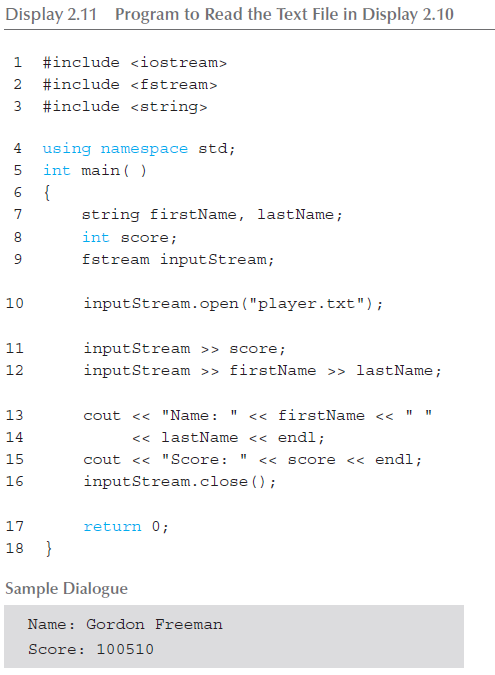 Display 2.11 Program to Read the Text File in Display 2.10
1 #include <iostream>
2 #include <fstream>
3 #include <string>
4 using namespace std;
5 int main( )
6 {
7 string firstName, lastName;
8 int score;
9 fstream inputStream;
10 inputStream.open("player.txt");
11 inputStream >> score;
12 inputStream >> firstName >> lastName;
13 cout << "Name: " << firstName << " "
14 << lastName << endl;
15 cout << "Score: " << score << endl;
16 inputStream.close();
17 return 0;
18 }
Sample Dialogue
Name: Gordon Freeman
Score: 100510